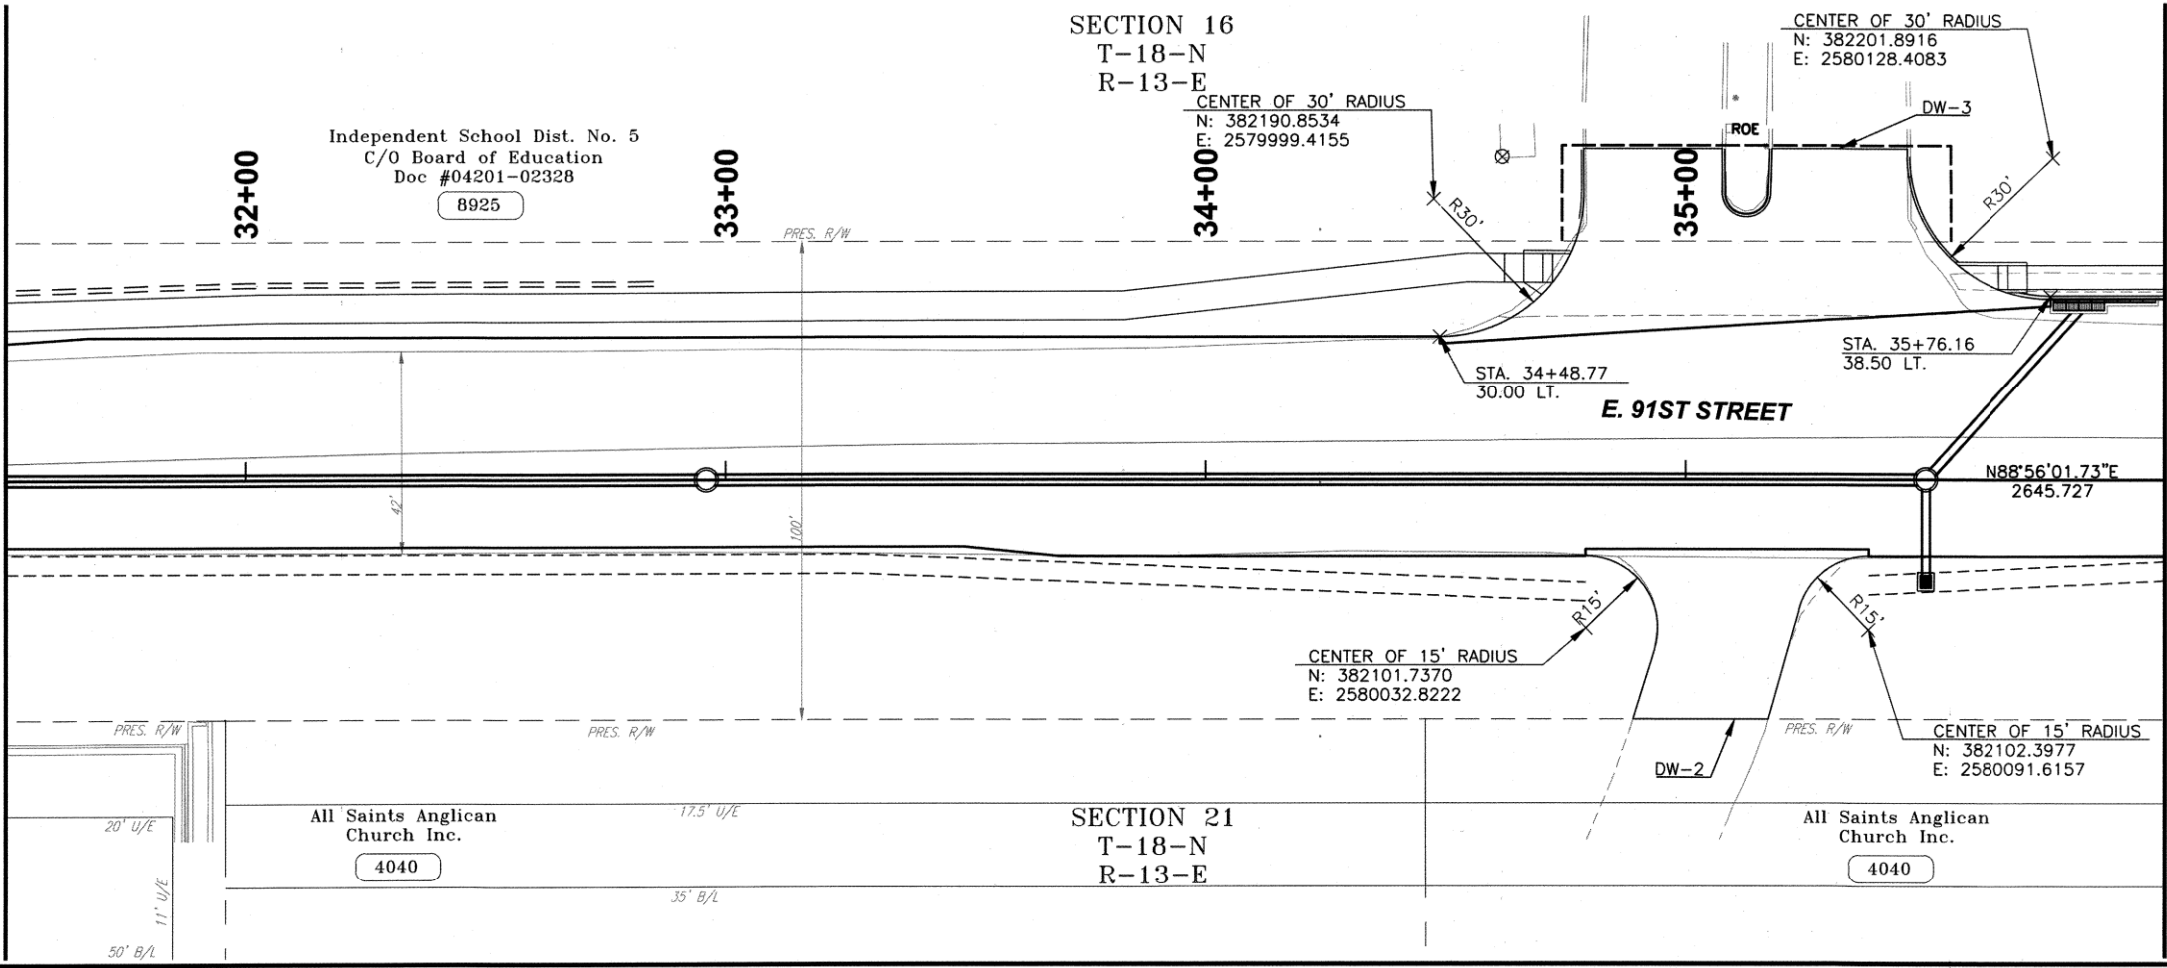 SECTION 16
T-18-N
R-13-E
CENTER OF 30' RADIUS
N: 382201.8916
E: 2580128.4083
CENTER OF 30' RADIUS
N: 382190.8534
E: 2579999.4155
DW-3
ROE
Independent School Dist. No. 5
C/O Board of Education
Doc #04201-02328
8925
32+00
33+00
34+00
35+00
R30'
R30'
PRES. R/W
STA. 34+48.77
30.00 LT.
STA. 35+76.16
38.50 LT.
E. 91ST STREET
N88°56'01.73"E
2645.727
42'
100'
R15'
R15'
CENTER OF 15' RADIUS
N: 382101.7370
E: 2580032.8222
CENTER OF 15' RADIUS
N: 382102.3977
E: 2580091.6157
PRES. R/W
PRES. R/W
PRES. R/W
DW-2
20' U/E
All Saints Anglican
Church Inc.
4040
17.5' U/E
SECTION 21
T-18-N
R-13-E
All Saints Anglican
Church Inc.
4040
11' U/E
35' B/L
50' B/L